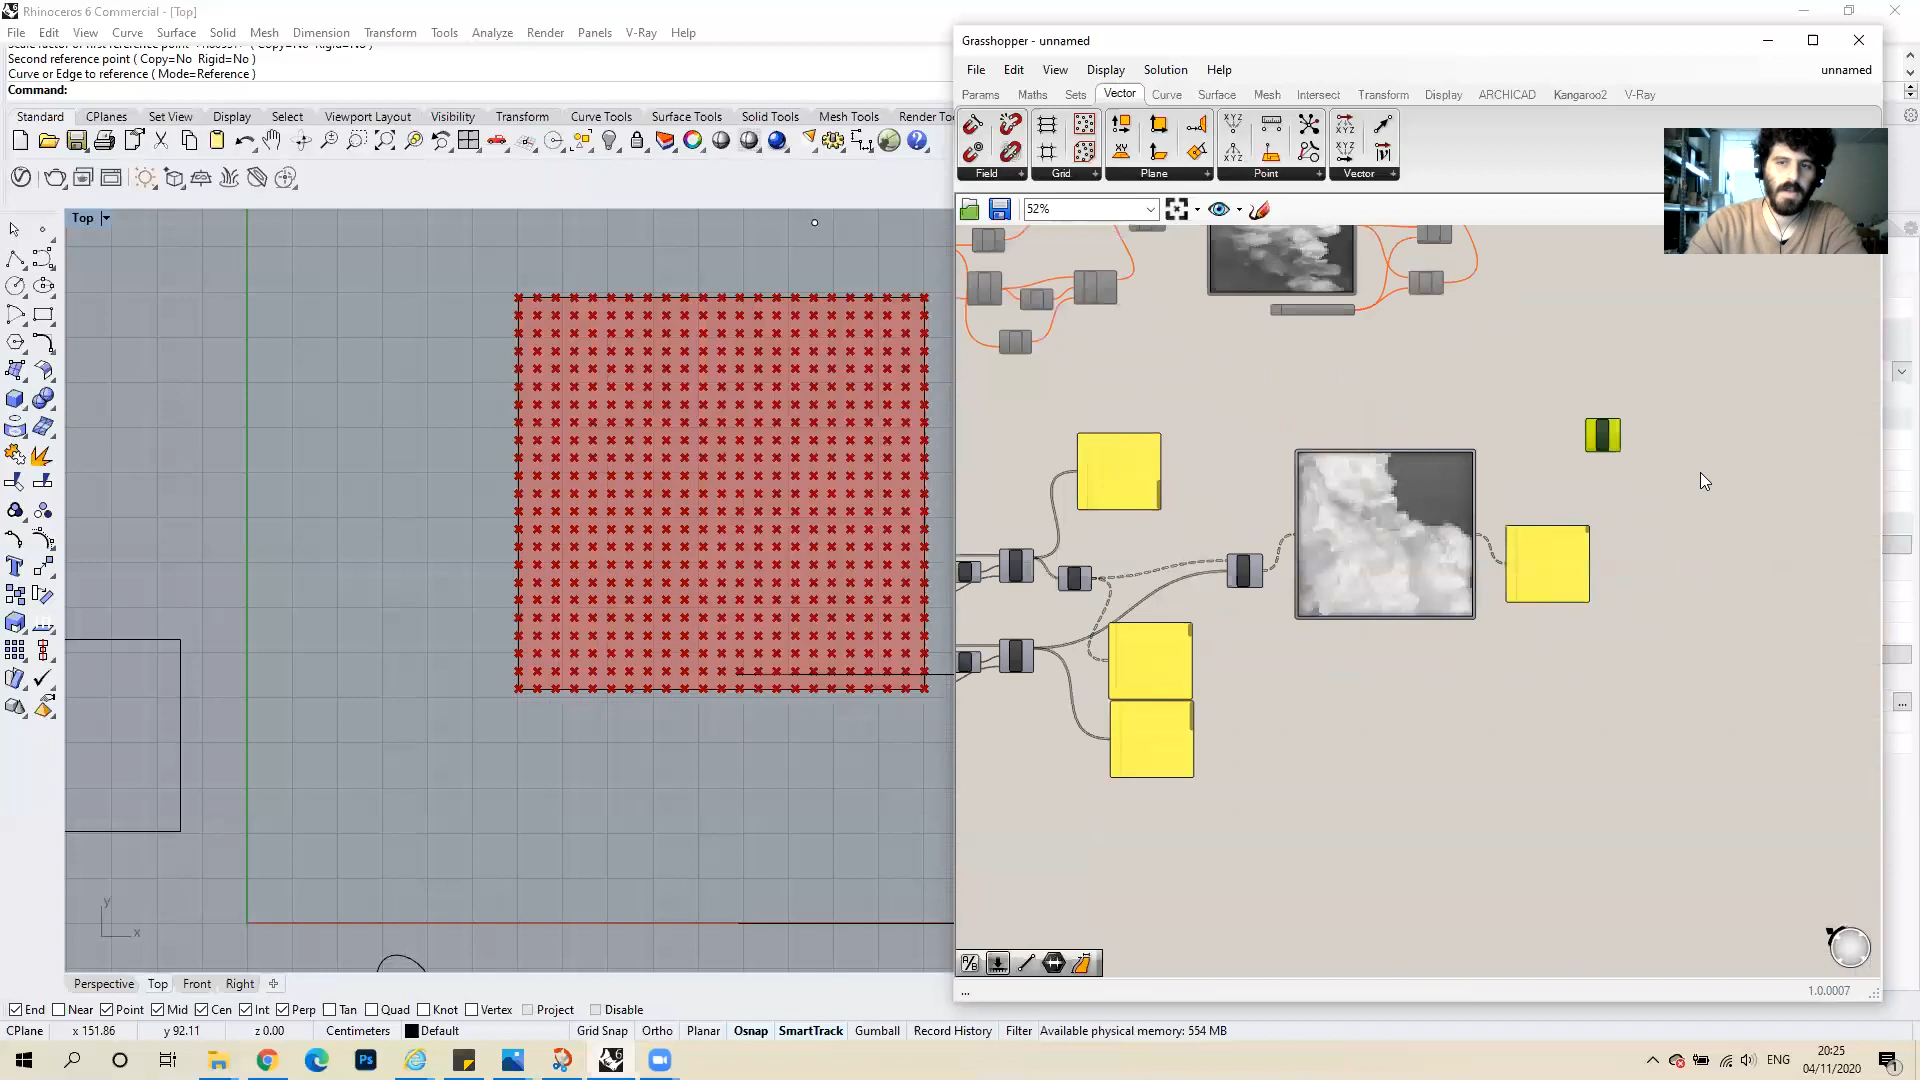 Rhinoceros 6 Commercial - [Top]
File Edit View Curve Surface Solid Mesh Dimension Transform Tools Analyze Render Panels V-Ray Help
Second reference point ( Copy=No Rigid=No )
Curve or Edge to reference ( Mode=Reference )
Command:
Standard CPlanes Set View Display Select Viewport Layout Visibility Transform Curve Tools Surface Tools Solid Tools Mesh Tools Render To
Top
y
x
Perspective Top Front Right
End Near Point Mid Cen Int Perp Tan Quad Knot Vertex Project Disable
CPlane x 151.86 y 92.11 z 0.00 Centimeters Default Grid Snap Ortho Planar Osnap SmartTrack Gumball Record History Filter Available physical memory: 554 MB
Grasshopper - unnamed
File Edit View Display Solution Help unnamed
Params Maths Sets Vector Curve Surface Mesh Intersect Transform Display ARCHICAD Kangaroo2 V-Ray
Field Grid Plane Point Vector
52%
...
1.0.0007
ENG
20:25
04/11/2020